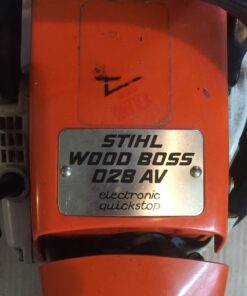 STIHL
WOOD BOSS
028 AV
electronic
quickstop